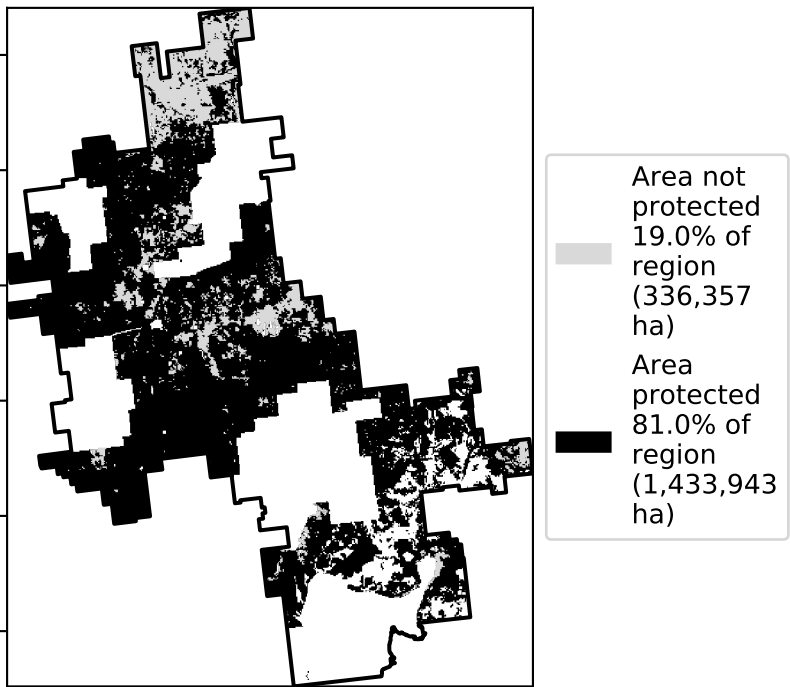 Area not
protected
19.0% of
region
(336,357
ha)
Area
protected
81.0% of
region
(1,433,943
ha)